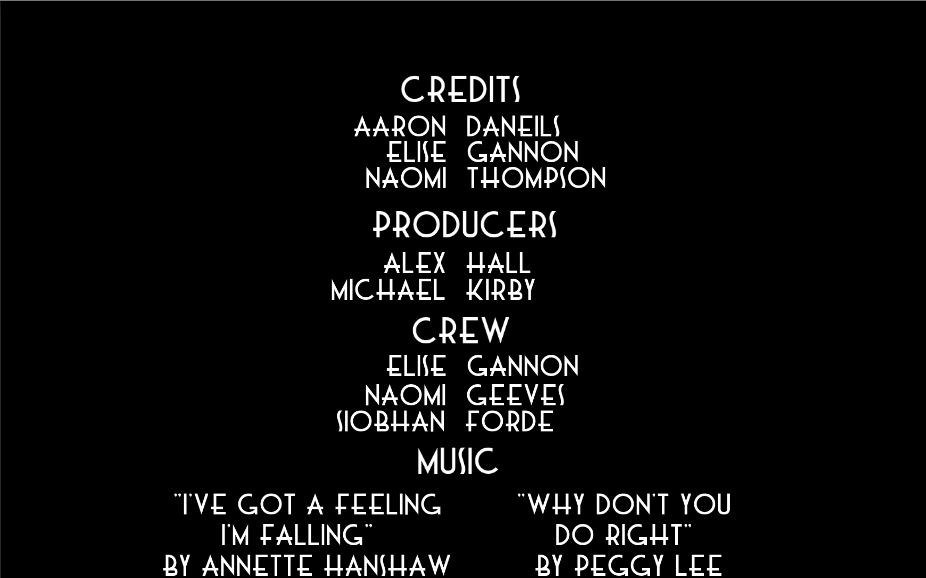 CREDITS
AARON DANEILS
ELISE GANNON
NAOMI THOMPSON
PRODUCERS
ALEX HALL
MICHAEL KIRBY
CREW
ELISE GANNON
NAOMI GEEVES
SIOBHAN FORDE
MUSIC
"I'VE GOT A FEELING
I'M FALLING"
BY ANNETTE HANSHAW
"WHY DON'T YOU
DO RIGHT"
BY PEGGY LEE